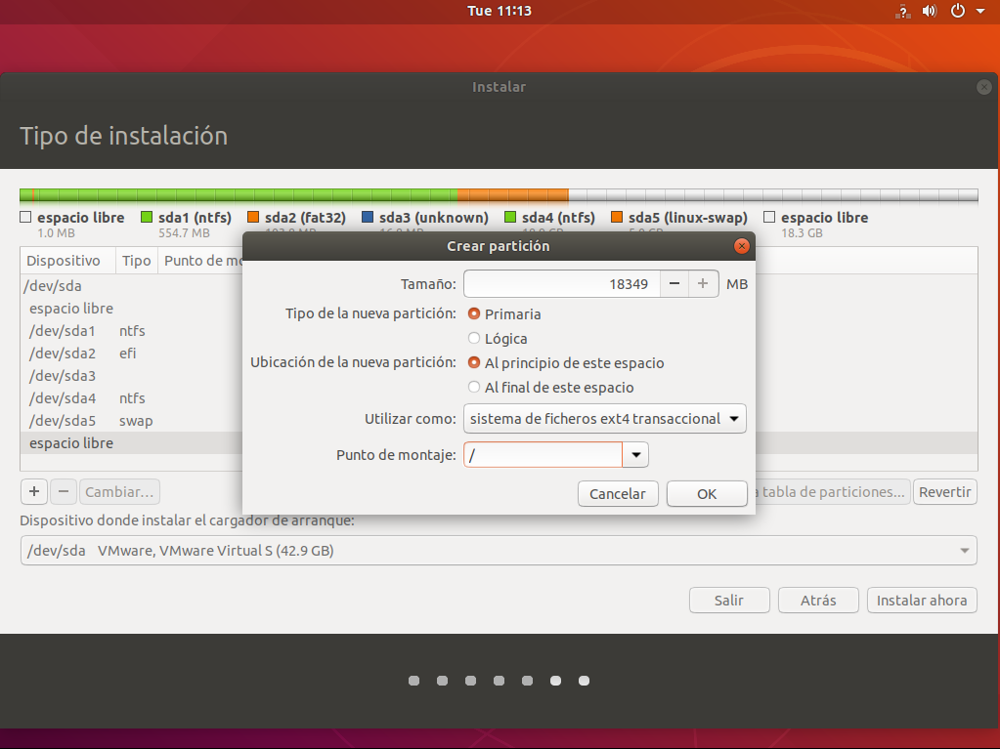 Tue 11:13
Instalar
Tipo de instalación
espacio libre sda1 (ntfs) sda2 (fat32) sda3 (unknown) sda4 (ntfs) sda5 (linux-swap) espacio libre
1.0 MB 554.7 MB 18.3 GB
Crear partición
Dispositivo Tipo Punto de mo
/dev/sda
espacio libre
/dev/sda1 ntfs
/dev/sda2 efi
/dev/sda3
/dev/sda4 ntfs
/dev/sda5 swap
espacio libre
Tamaño: 18349 − + MB
Tipo de la nueva partición: Primaria
Lógica
Ubicación de la nueva partición: Al principio de este espacio
Al final de este espacio
Utilizar como: sistema de ficheros ext4 transaccional
Punto de montaje: /
Cancelar OK
+ − Cambiar... a tabla de particiones... Revertir
Dispositivo donde instalar el cargador de arranque:
/dev/sda VMware, VMware Virtual S (42.9 GB)
Salir Atrás Instalar ahora